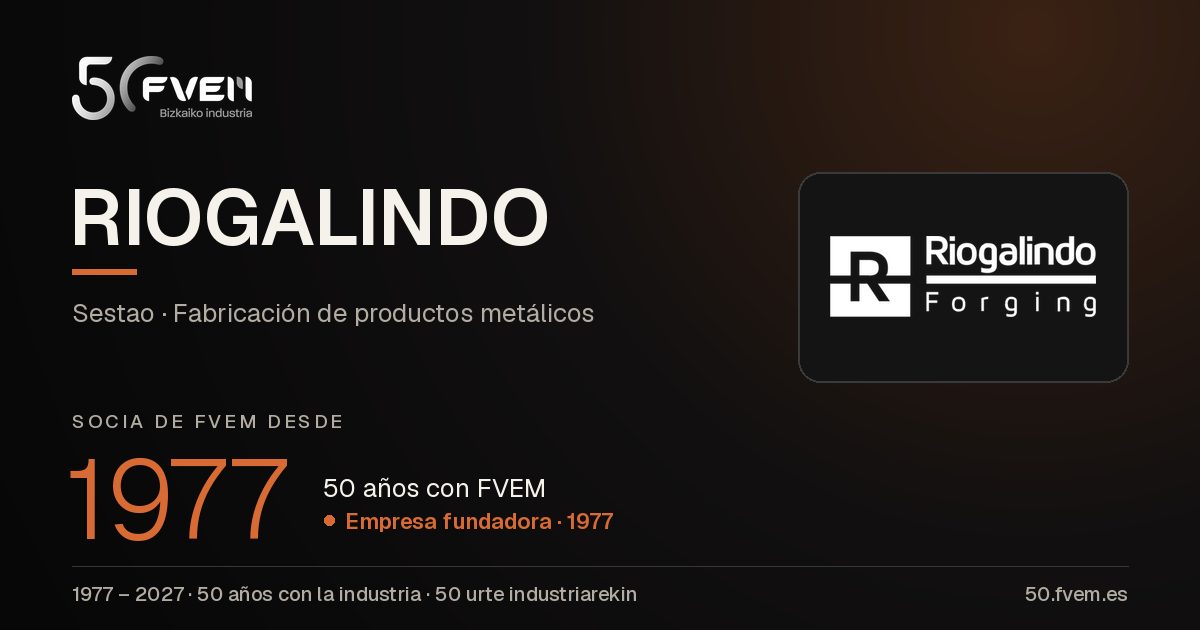 50 FVEM
Bizkaiko industria
RIOGALINDO
Sestao · Fabricación de productos metálicos
R Riogalindo
Forging
SOCIA DE FVEM DESDE
1977
50 años con FVEM
Empresa fundadora · 1977
1977 – 2027 · 50 años con la industria · 50 urte industriarekin
50.fvem.es